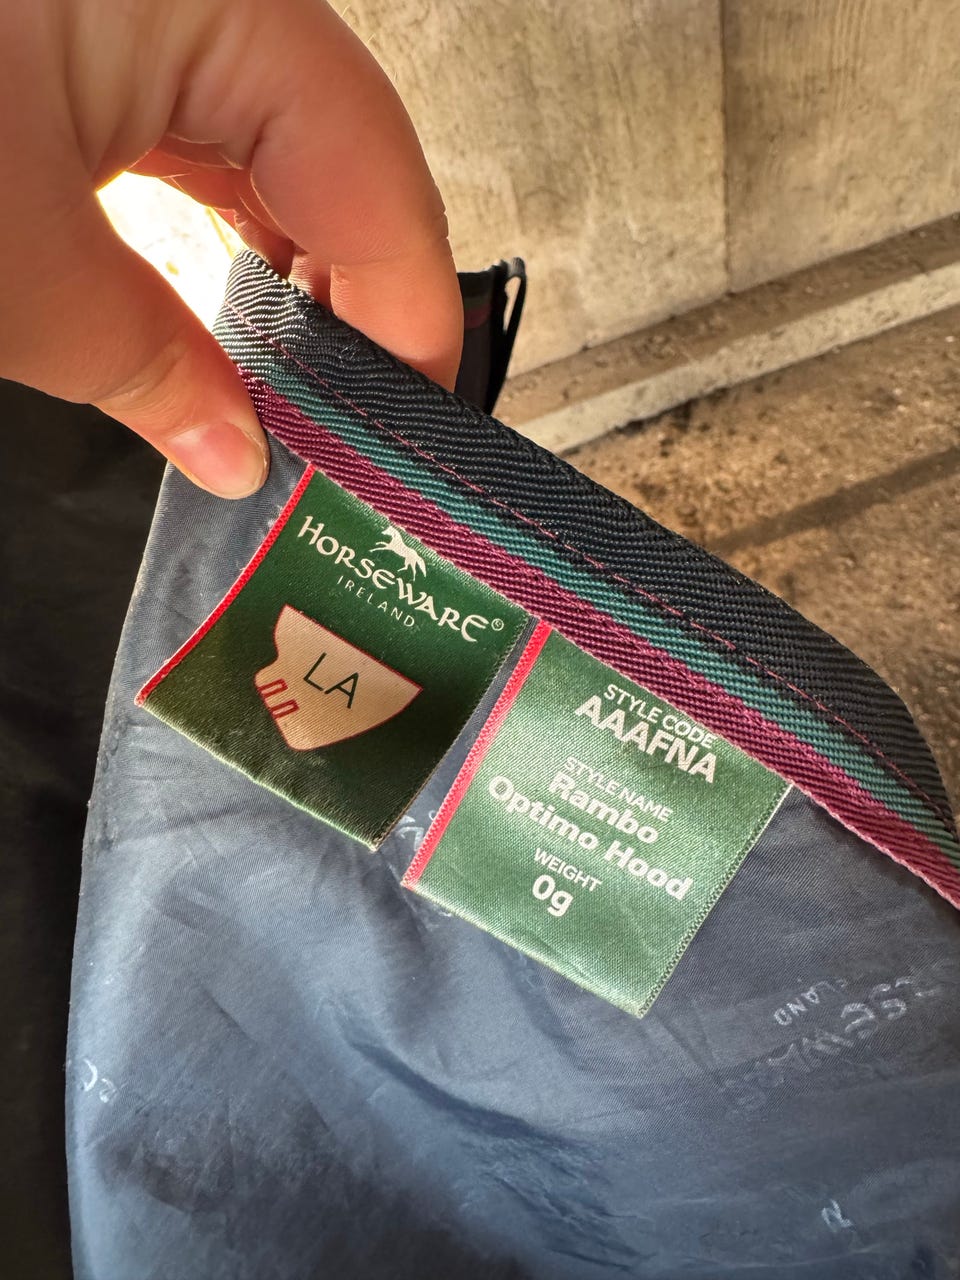 HORSEWARE®
IRELAND
LA
STYLE CODE
AAAFNA
STYLE NAME
Rambo
Optimo Hood
WEIGHT
0g